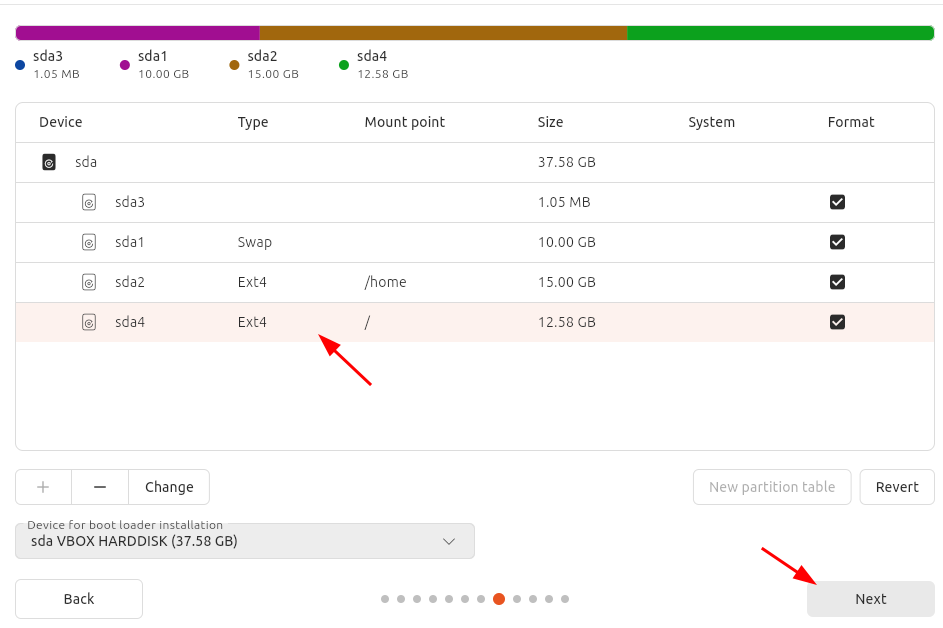 sda3 sda1 sda2 sda4
1.05 MB 10.00 GB 15.00 GB 12.58 GB
Device Type Mount point Size System Format
sda 37.58 GB
sda3 1.05 MB
sda1 Swap 10.00 GB
sda2 Ext4 /home 15.00 GB
sda4 Ext4 / 12.58 GB
+ − Change New partition table Revert
Device for boot loader installation
sda VBOX HARDDISK (37.58 GB)
Back Next